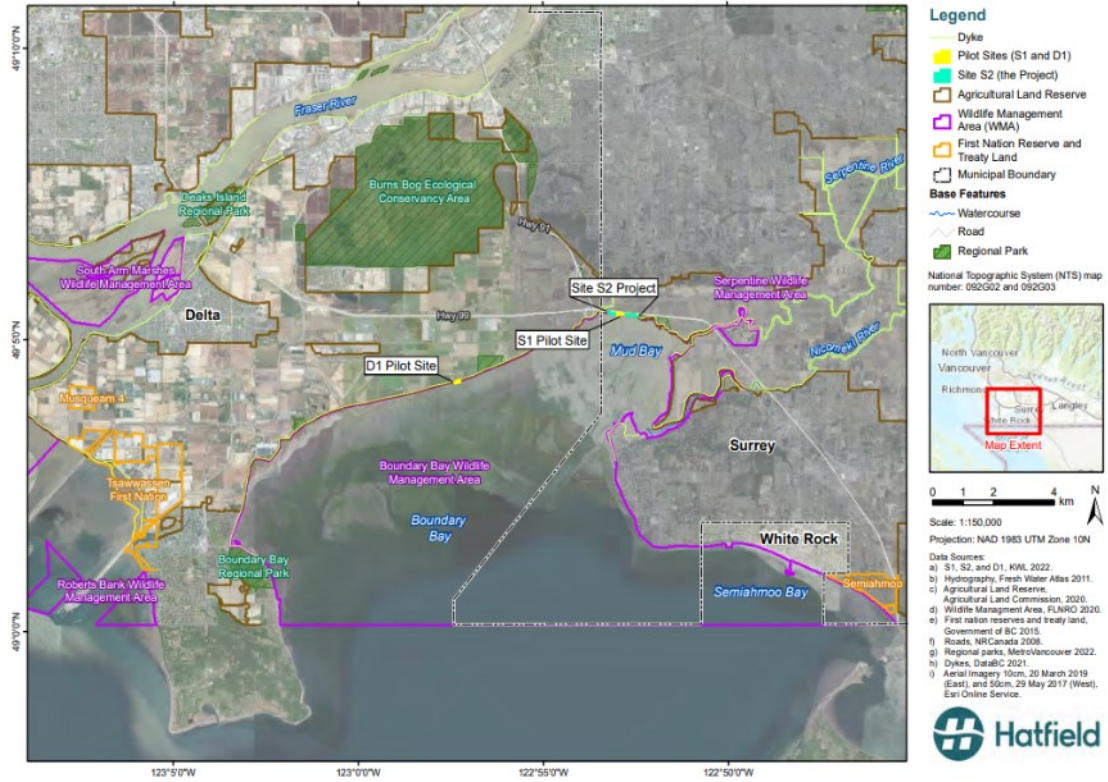 49°10'0"N
49°5'0"N
49°0'0"N
Fraser River
Deaks Island
Regional Park
Burns Bog Ecological
Conservancy Area
Hwy 91
Serpentine River
South Arm Marshes
Wildlife Management Area
Delta
Hwy 99
Site S2 Project
S1 Pilot Site
Serpentine Wildlife
Management Area
Mud Bay
Nicomekl River
D1 Pilot Site
Musqueam 4
Surrey
Tsawwassen
First Nation
Boundary Bay Wildlife
Management Area
Boundary
Bay
Boundary Bay
Regional Park
White Rock
Semiahmoo
Semiahmoo Bay
Roberts Bank Wildlife
Management Area
123°5'0"W
123°0'0"W
122°55'0"W
122°50'0"W
Legend
Dyke
Pilot Sites (S1 and D1)
Site S2 (the Project)
Agricultural Land Reserve
Wildlife Management
Area (WMA)
First Nation Reserve and
Treaty Land
Municipal Boundary
Base Features
Watercourse
Road
Regional Park
National Topographic System (NTS) map
number: 092G02 and 092G03
North Vancouver
Vancouver
Richmond
Surrey
Langley
White Rock
Map Extent
0 1 2 4 km
N
Scale: 1:150,000
Projection: NAD 1983 UTM Zone 10N
Data Sources:
a) S1, S2, and D1, KWL 2022.
b) Hydrography, Fresh Water Atlas 2011.
c) Agricultural Land Reserve,
Agricultural Land Commission, 2020.
d) Wildlife Managment Area, FLNRO 2020.
e) First nation reserves and treaty land,
Government of BC 2015.
f) Roads, NRCanada 2008.
g) Regional parks, MetroVancouver 2022.
h) Dykes, DataBC 2021.
i) Aerial Imagery 10cm, 20 March 2019
(East), and 50cm, 29 May 2017 (West),
Esri Online Service.
Hatfield